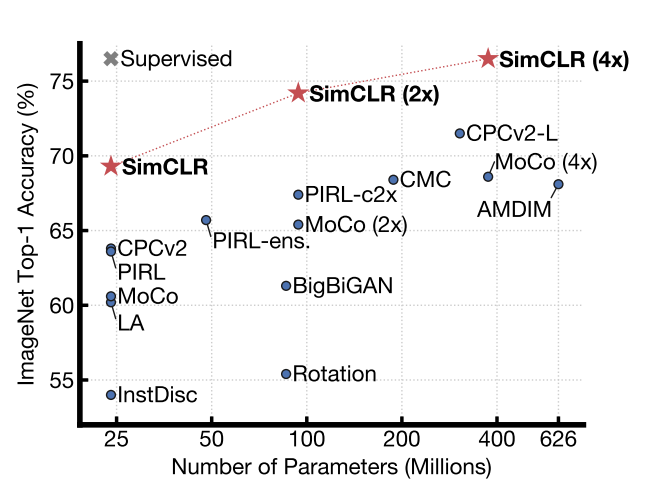 Supervised
SimCLR (4x)
75
SimCLR (2x)
CPCv2-L
70
MoCo (4x)
SimCLR
CMC
PIRL-c2x
AMDIM
65
MoCo (2x)
PIRL-ens.
CPCv2
PIRL
BigBiGAN
MoCo
60
LA
Rotation
55
InstDisc
25 50 100 200 400 626
Number of Parameters (Millions)
ImageNet Top-1 Accuracy (%)